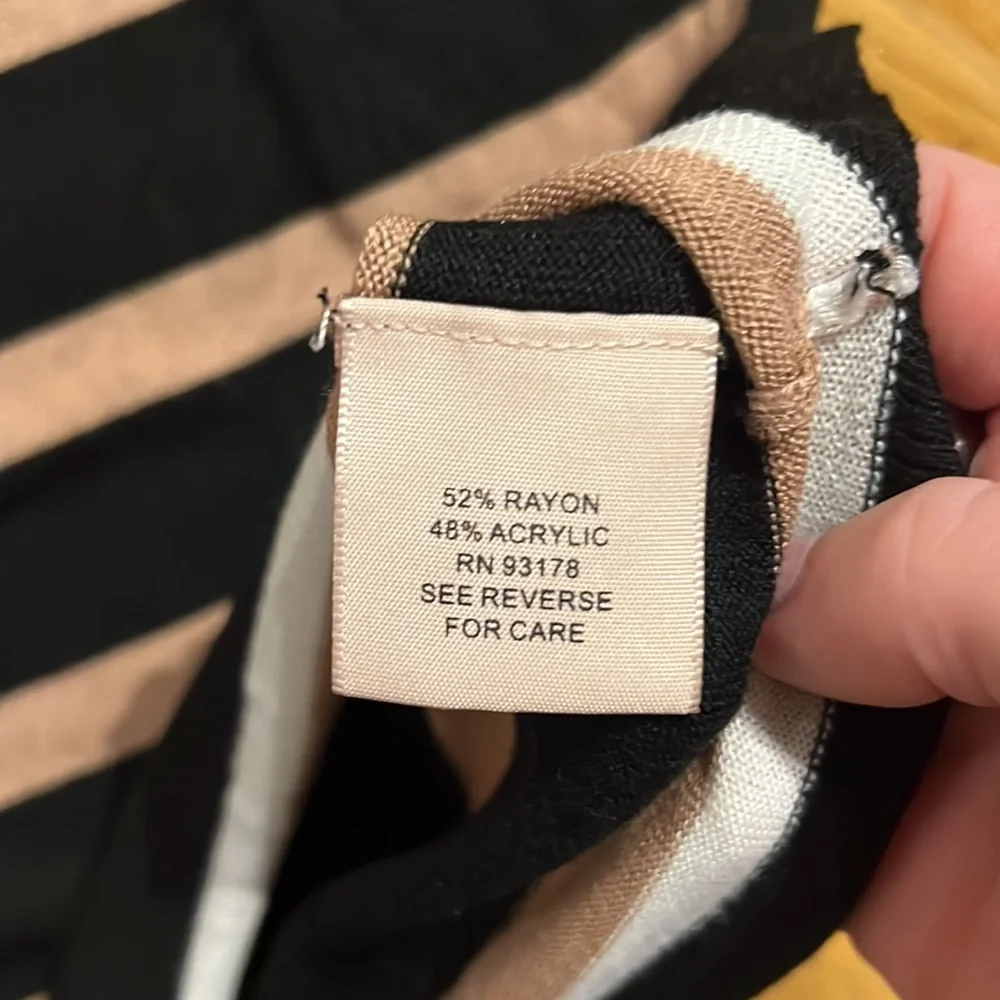 52% RAYON
48% ACRYLIC
RN 93178
SEE REVERSE
FOR CARE